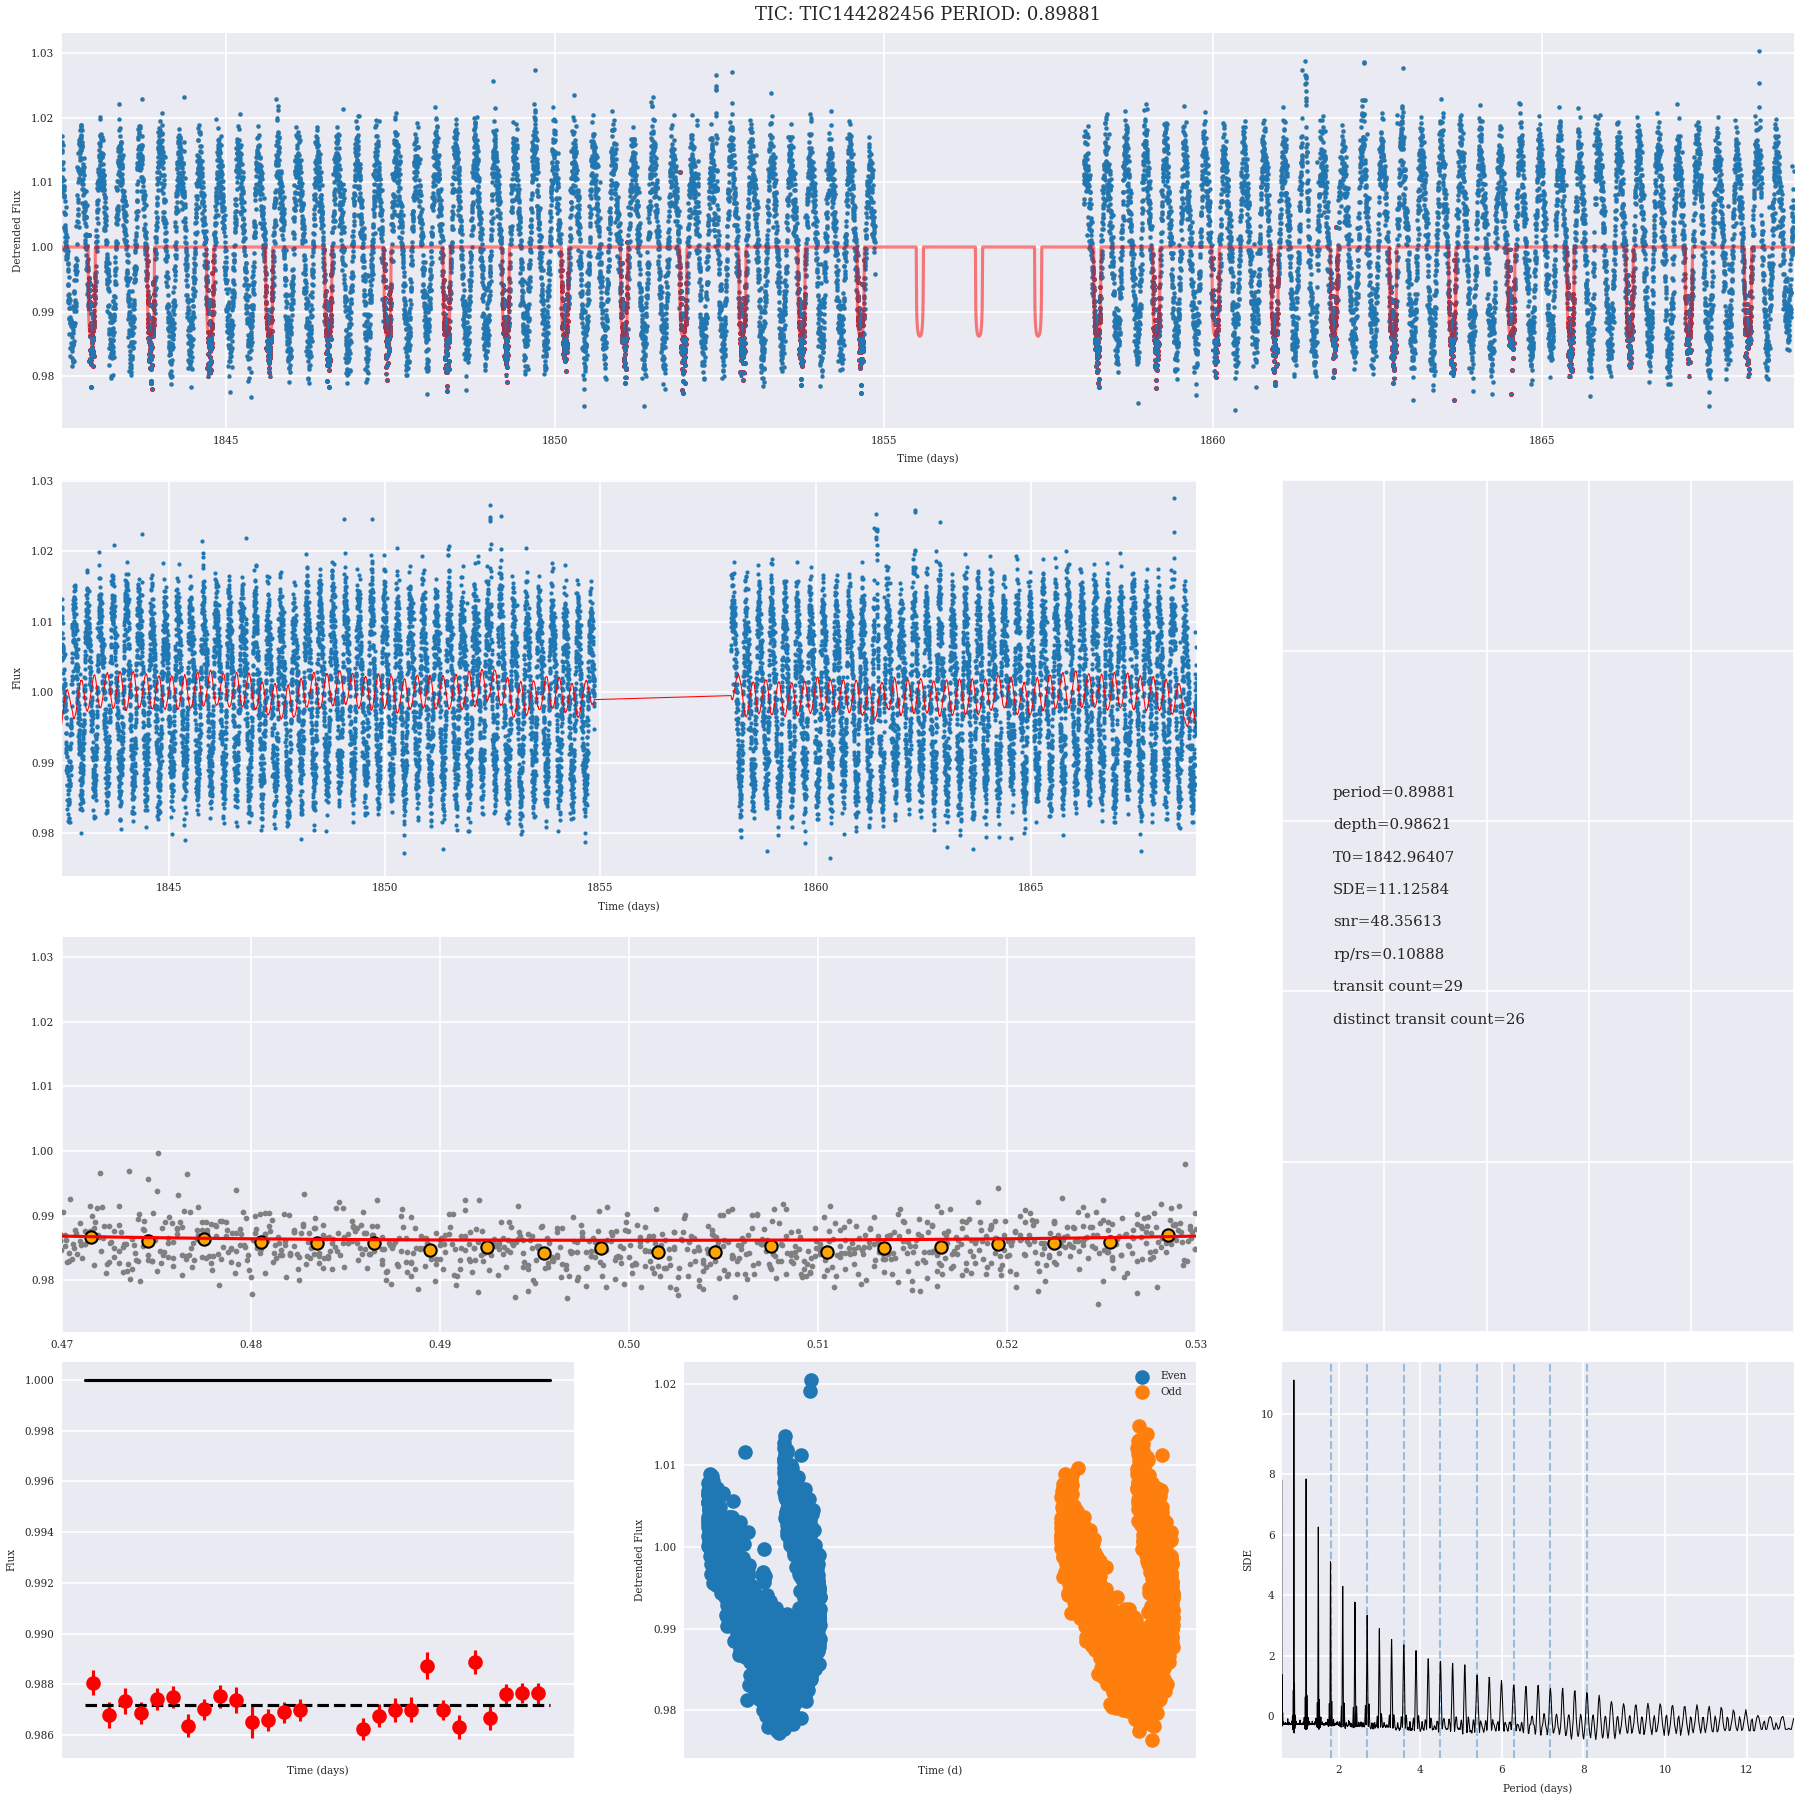 TIC: TIC144282456 PERIOD: 0.89881
1.03
1.02
1.01
1.00
0.99
0.98
Detrended Flux
1845
1850
1855
1860
1865
Time (days)
1.03
1.02
1.01
1.00
0.99
0.98
Flux
1845
1850
1855
1860
1865
Time (days)
period=0.89881
depth=0.98621
T0=1842.96407
SDE=11.12584
snr=48.35613
rp/rs=0.10888
transit count=29
distinct transit count=26
1.03
1.02
1.01
1.00
0.99
0.98
0.47
0.48
0.49
0.50
0.51
0.52
0.53
1.000
0.998
0.996
0.994
0.992
0.990
0.988
0.986
Flux
Time (days)
1.02
1.01
1.00
0.99
0.98
Detrended Flux
Even
Odd
Time (d)
10
8
6
4
2
0
SDE
2
4
6
8
10
12
Period (days)